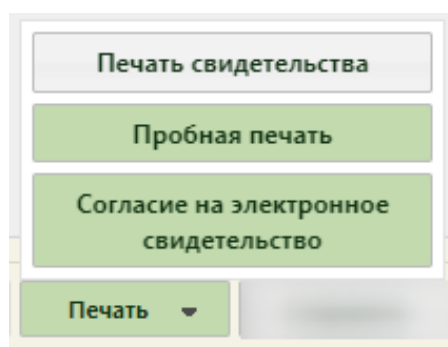 Печать свидетельства
Пробная печать
Согласие на электронное
свидетельство
Печать